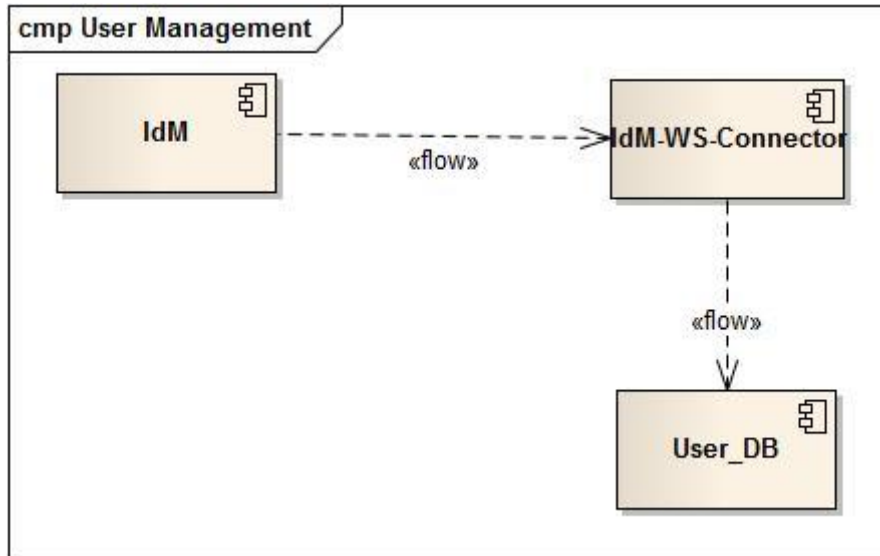 cmp User Management
IdM
IdM-WS-Connector
«flow»
«flow»
User_DB